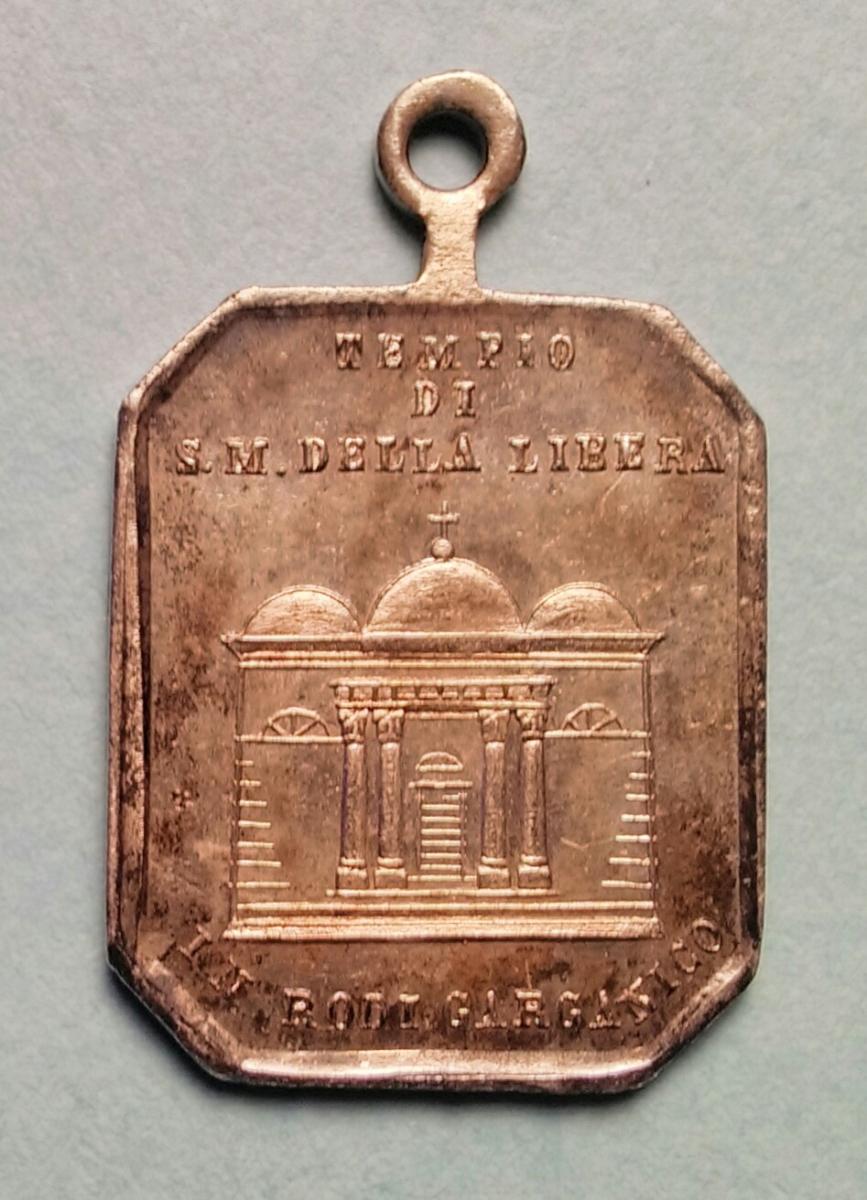 TEMPIO
DI
S. M. DELLA LIBERA
IN RODI GARGANICO